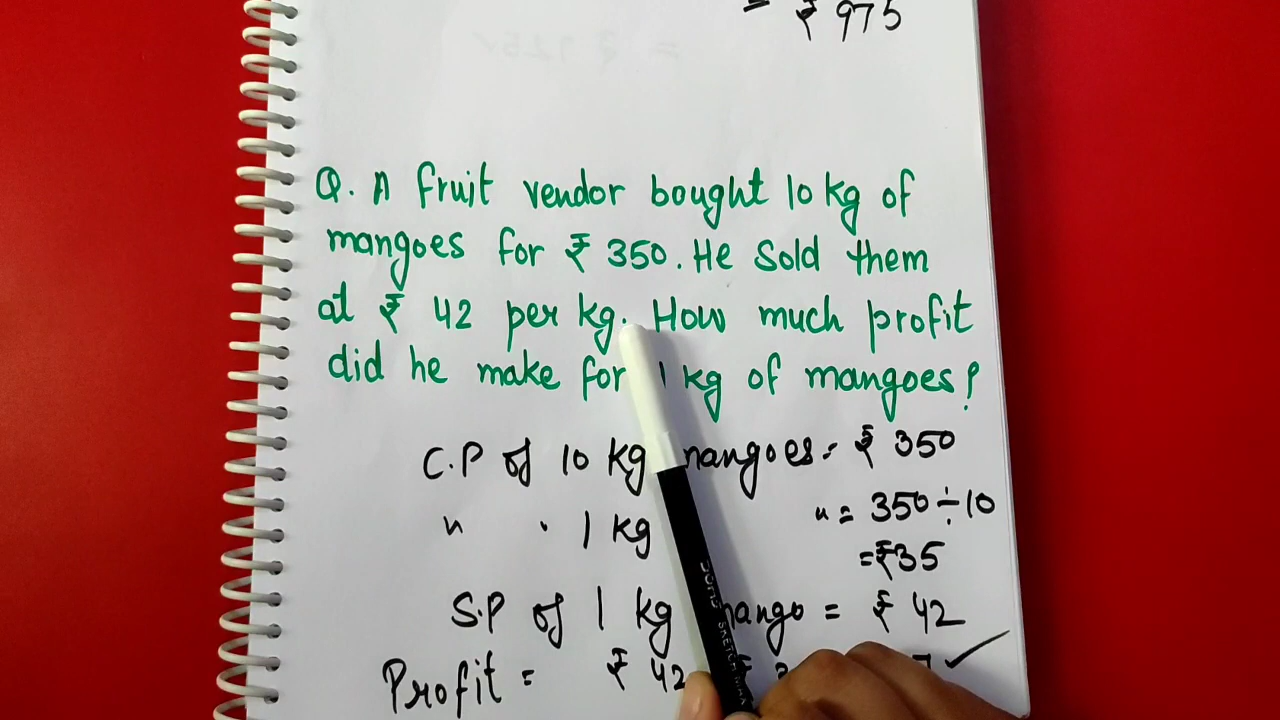 = ₹ 975
Q. A fruit vendor bought 10 kg of
mangoes for ₹ 350. He sold them
at ₹ 42 per kg. How much profit
did he make for 1 kg of mangoes?
C.P of 10 kg mangoes = ₹ 350
" " 1 kg " = 350 ÷ 10
= ₹35
S.P of 1 kg mango = ₹ 42
Profit = ₹ 42